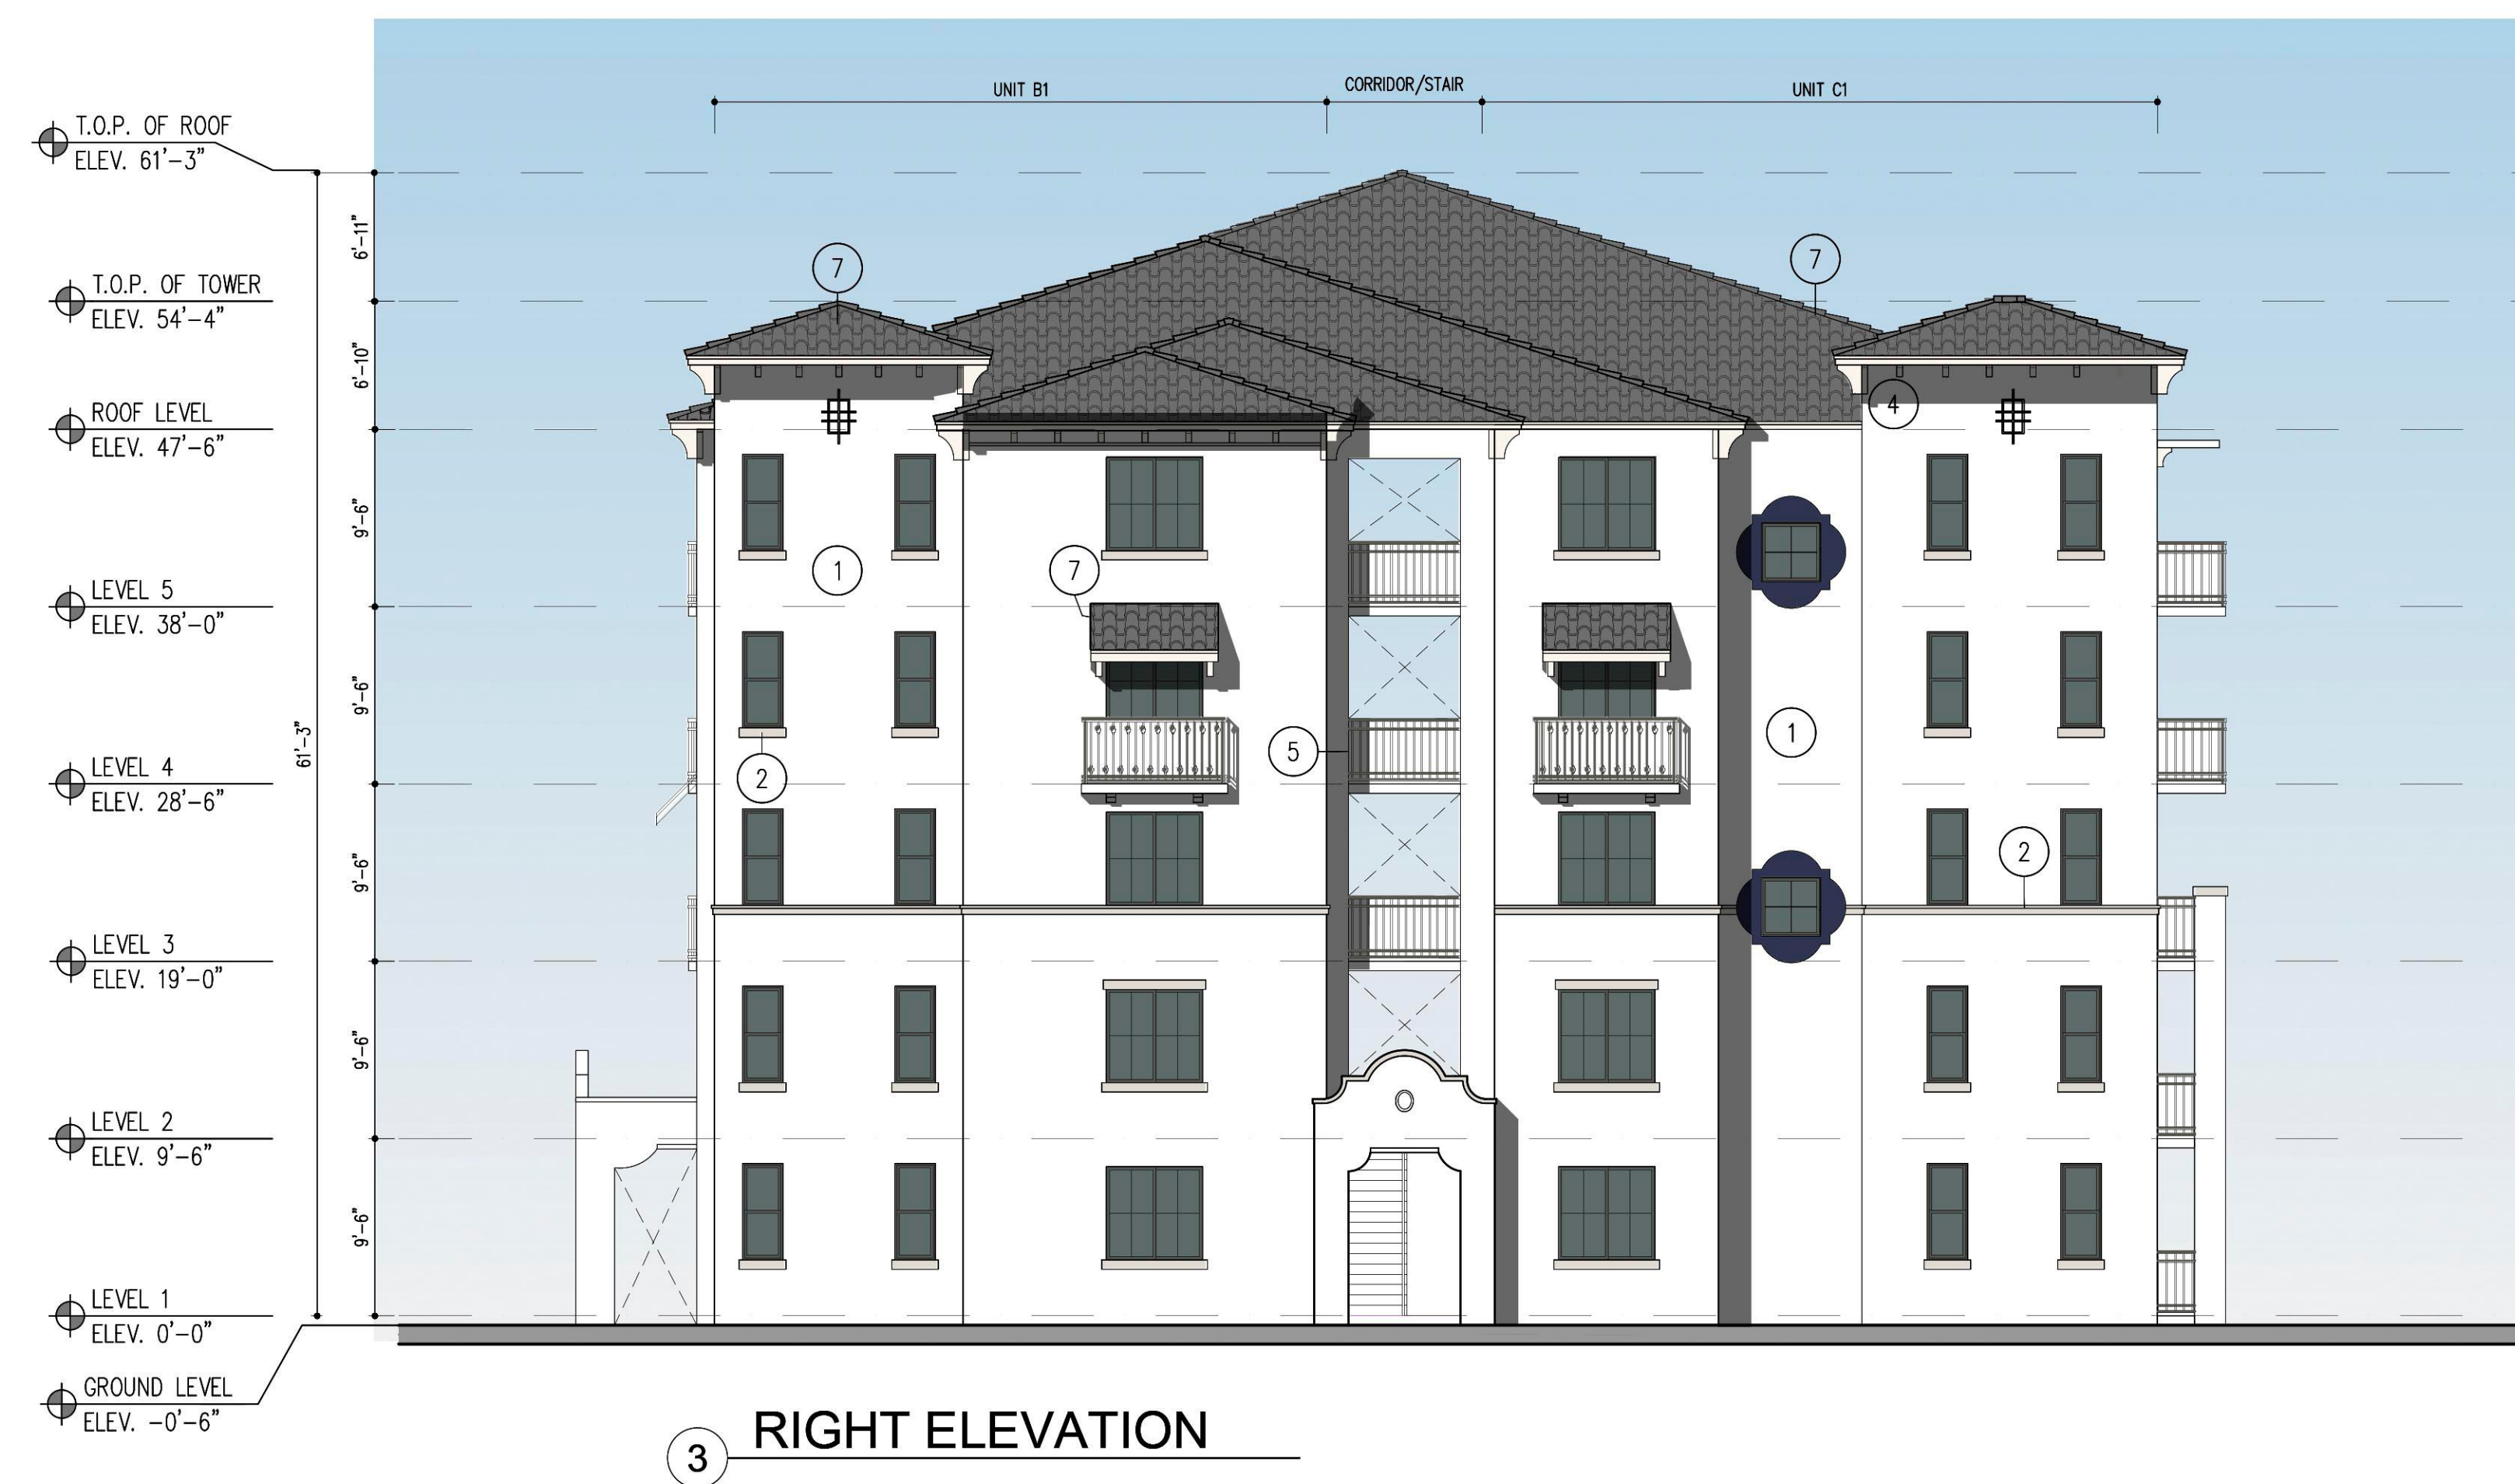 UNIT B1
CORRIDOR/STAIR
UNIT C1
T.O.P. OF ROOF
ELEV. 61'-3"
6'-11"
7
7
T.O.P. OF TOWER
ELEV. 54'-4"
6'-10"
ROOF LEVEL
ELEV. 47'-6"
4
9'-6"
1
7
LEVEL 5
ELEV. 38'-0"
9'-6"
61'-3"
5
1
2
LEVEL 4
ELEV. 28'-6"
9'-6"
2
LEVEL 3
ELEV. 19'-0"
9'-6"
LEVEL 2
ELEV. 9'-6"
9'-6"
LEVEL 1
ELEV. 0'-0"
GROUND LEVEL
ELEV. -0'-6"
3
RIGHT ELEVATION